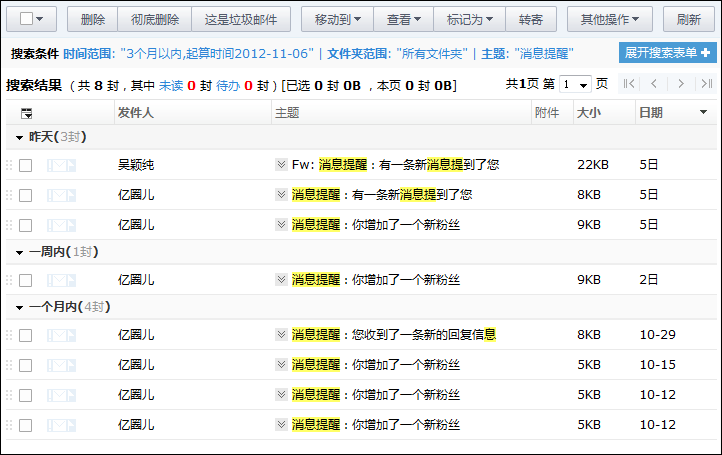 删除 彻底删除 这是垃圾邮件 移动到 查看 标记为 转寄 其他操作 刷新
搜索条件 时间范围: "3个月以内,起算时间2012-11-06" | 文件夹范围: "所有文件夹" | 主题: "消息提醒" 展开搜索表单
搜索结果 （共 8 封，其中 未读 0 封 待办 0 封）[已选 0 封 0B ，本页 0 封 0B] 共1页 第 1 页
发件人 主题 附件 大小 日期
昨天(3封)
吴颖纯 Fw: 消息提醒：有一条新消息提到了您 22KB 5日
亿圈儿 消息提醒：有一条新消息提到了您 8KB 5日
亿圈儿 消息提醒：你增加了一个新粉丝 9KB 5日
一周内(1封)
亿圈儿 消息提醒：你增加了一个新粉丝 9KB 2日
一个月内(4封)
亿圈儿 消息提醒：您收到了一条新的回复信息 8KB 10-29
亿圈儿 消息提醒：你增加了一个新粉丝 5KB 10-15
亿圈儿 消息提醒：你增加了一个新粉丝 5KB 10-12
亿圈儿 消息提醒：你增加了一个新粉丝 5KB 10-12